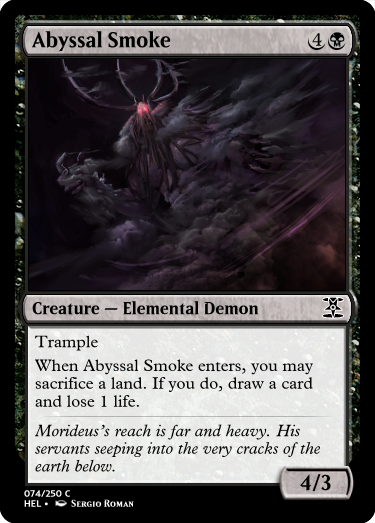 Abyssal Smoke 4
Creature — Elemental Demon
Trample
When Abyssal Smoke enters, you may
sacrifice a land. If you do, draw a card
and lose 1 life.
Morideus's reach is far and heavy. His
servants seeping into the very cracks of the
earth below.
4/3
074/250 C
HEL • Sergio Roman